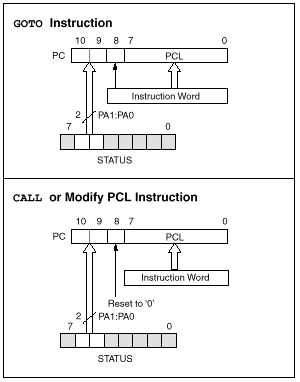 GOTO Instruction
10 9 8 7 0
PC PCL
Instruction Word
2 PA1:PA0
7 0
STATUS
CALL or Modify PCL Instruction
10 9 8 7 0
PC PCL
Instruction Word
Reset to ‘0’
2 PA1:PA0
7 0
STATUS